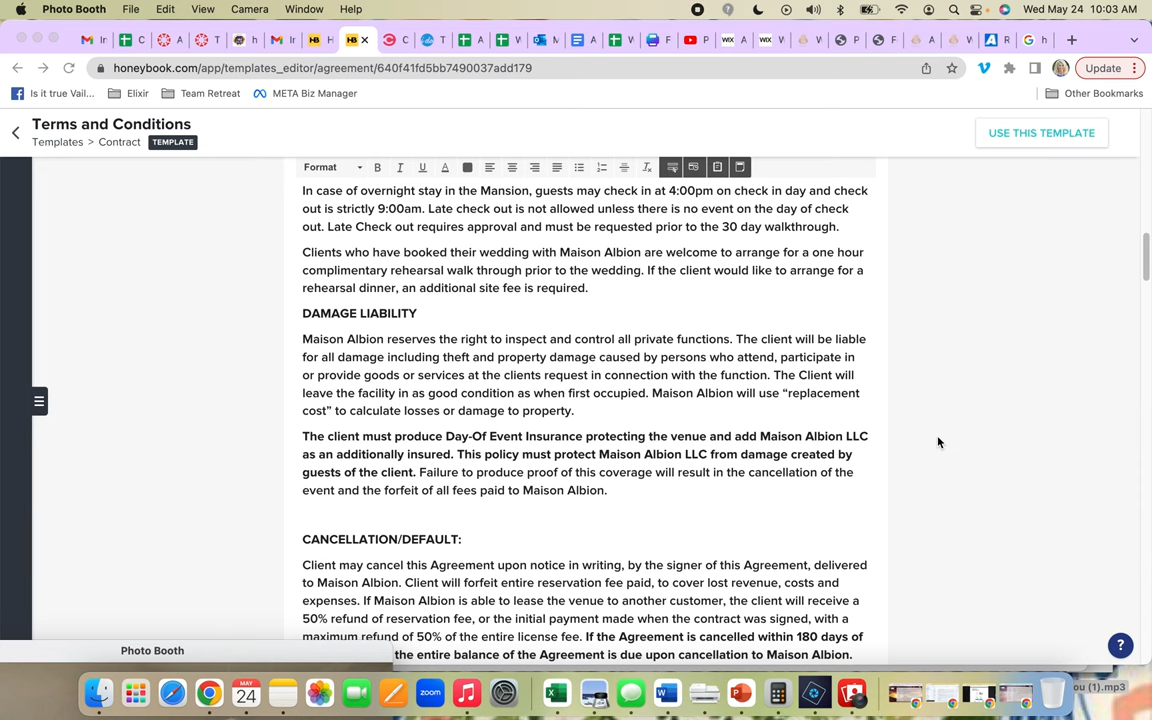 Photo Booth File Edit View Camera Window Help Wed May 24 10:03 AM
honeybook.com/app/templates_editor/agreement/640f41fd5bb7490037add179 Update
Is it true Vail... Elixir Team Retreat META Biz Manager Other Bookmarks
Terms and Conditions
Templates > Contract TEMPLATE
USE THIS TEMPLATE
Format B I U A
In case of overnight stay in the Mansion, guests may check in at 4:00pm on check in day and check
out is strictly 9:00am. Late check out is not allowed unless there is no event on the day of check
out. Late Check out requires approval and must be requested prior to the 30 day walkthrough.
Clients who have booked their wedding with Maison Albion are welcome to arrange for a one hour
complimentary rehearsal walk through prior to the wedding. If the client would like to arrange for a
rehearsal dinner, an additional site fee is required.
DAMAGE LIABILITY
Maison Albion reserves the right to inspect and control all private functions. The client will be liable
for all damage including theft and property damage caused by persons who attend, participate in
or provide goods or services at the clients request in connection with the function. The Client will
leave the facility in as good condition as when first occupied. Maison Albion will use “replacement
cost” to calculate losses or damage to property.
The client must produce Day-Of Event Insurance protecting the venue and add Maison Albion LLC
as an additionally insured. This policy must protect Maison Albion LLC from damage created by
guests of the client. Failure to produce proof of this coverage will result in the cancellation of the
event and the forfeit of all fees paid to Maison Albion.
CANCELLATION/DEFAULT:
Client may cancel this Agreement upon notice in writing, by the signer of this Agreement, delivered
to Maison Albion. Client will forfeit entire reservation fee paid, to cover lost revenue, costs and
expenses. If Maison Albion is able to lease the venue to another customer, the client will receive a
50% refund of reservation fee, or the initial payment made when the contract was signed, with a
maximum refund of 50% of the entire license fee. If the Agreement is cancelled within 180 days of
the entire balance of the Agreement is due upon cancellation to Maison Albion.
Photo Booth
?
MAY 24 zoom
ou (1).mp3